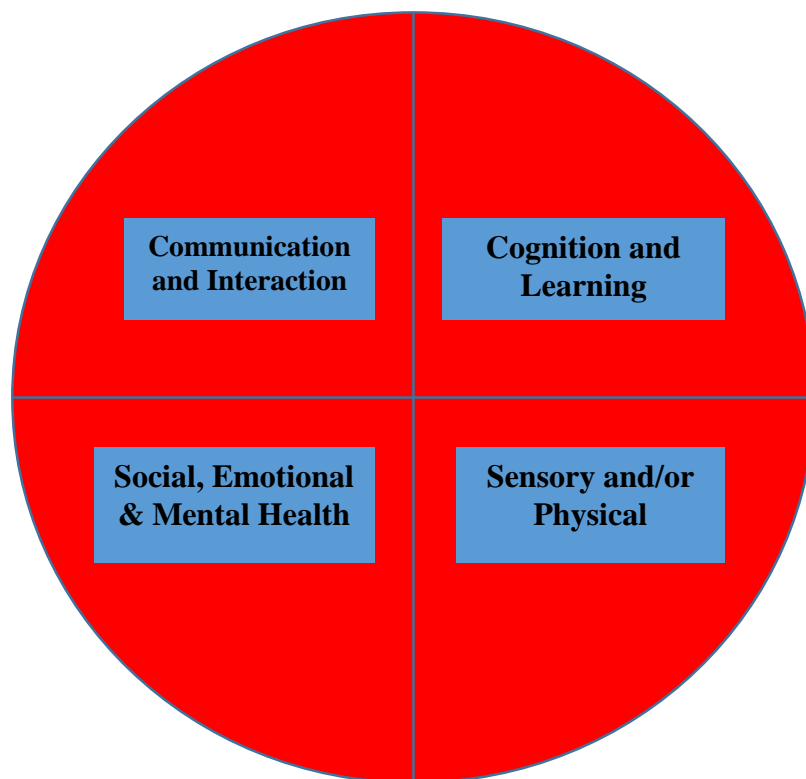 Communication
and Interaction
Cognition and
Learning
Social, Emotional
& Mental Health
Sensory and/or
Physical